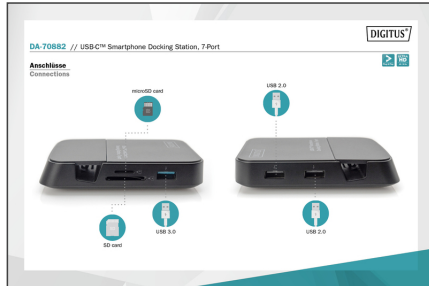 DIGITUS®
DA-70882 // USB-C™ Smartphone Docking Station, 7-Port
Anschlüsse
Connections
HD
microSD card
USB 2.0
SD card
USB 3.0
USB 2.0